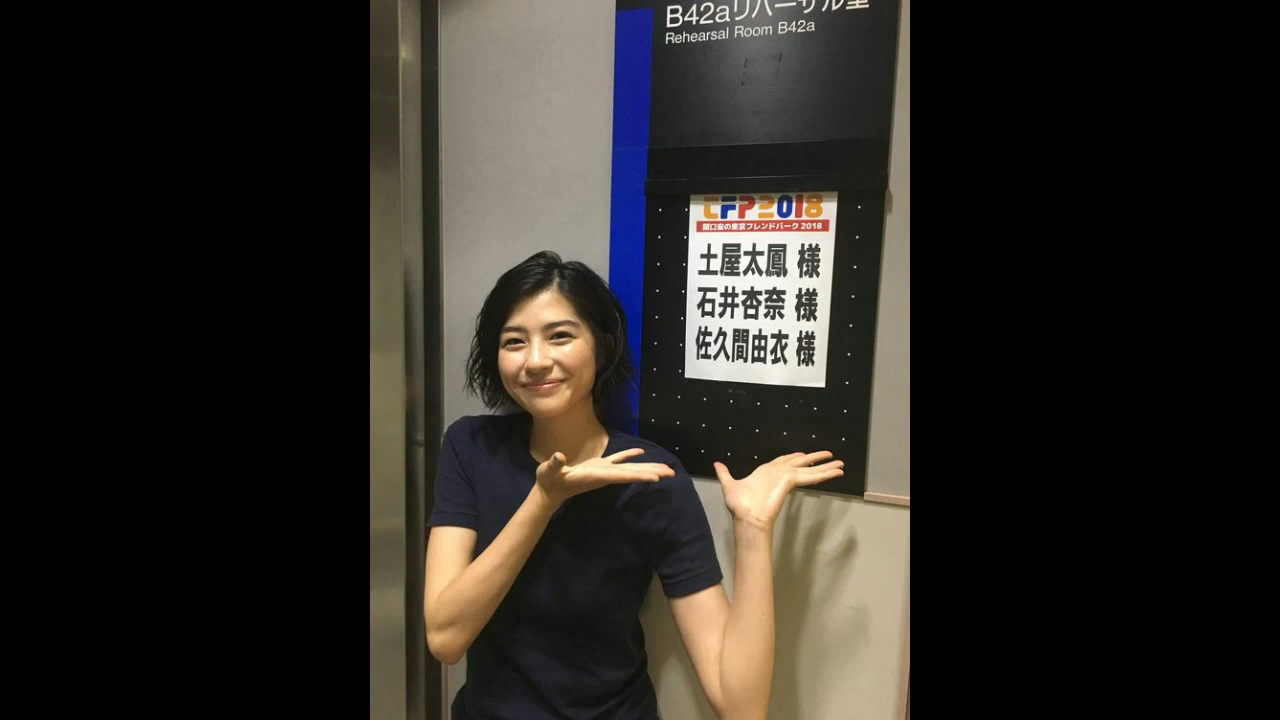 B42aリハーサル室
Rehearsal Room B42a
TFP2018
関口宏の東京フレンドパーク2018
土屋太鳳 様
石井杏奈 様
佐久間由衣 様